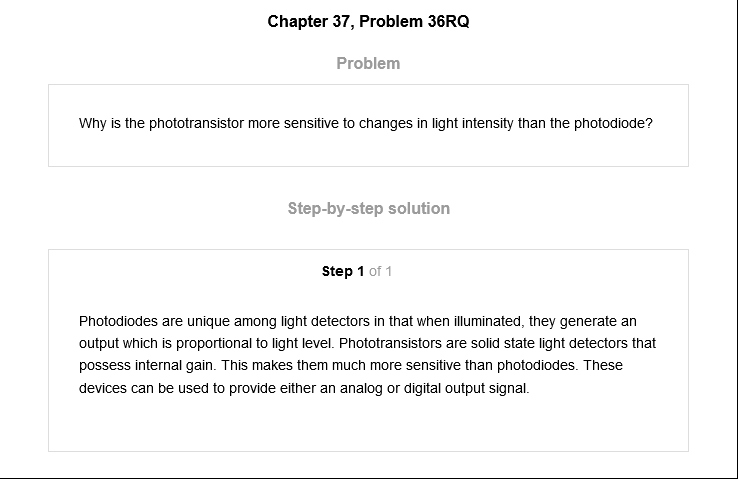 Chapter 37, Problem 36RQ
Problem
Why is the phototransistor more sensitive to changes in light intensity than the photodiode?
Step-by-step solution
Step 1 of 1
Photodiodes are unique among light detectors in that when illuminated, they generate an
output which is proportional to light level. Phototransistors are solid state light detectors that
possess internal gain. This makes them much more sensitive than photodiodes. These
devices can be used to provide either an analog or digital output signal.